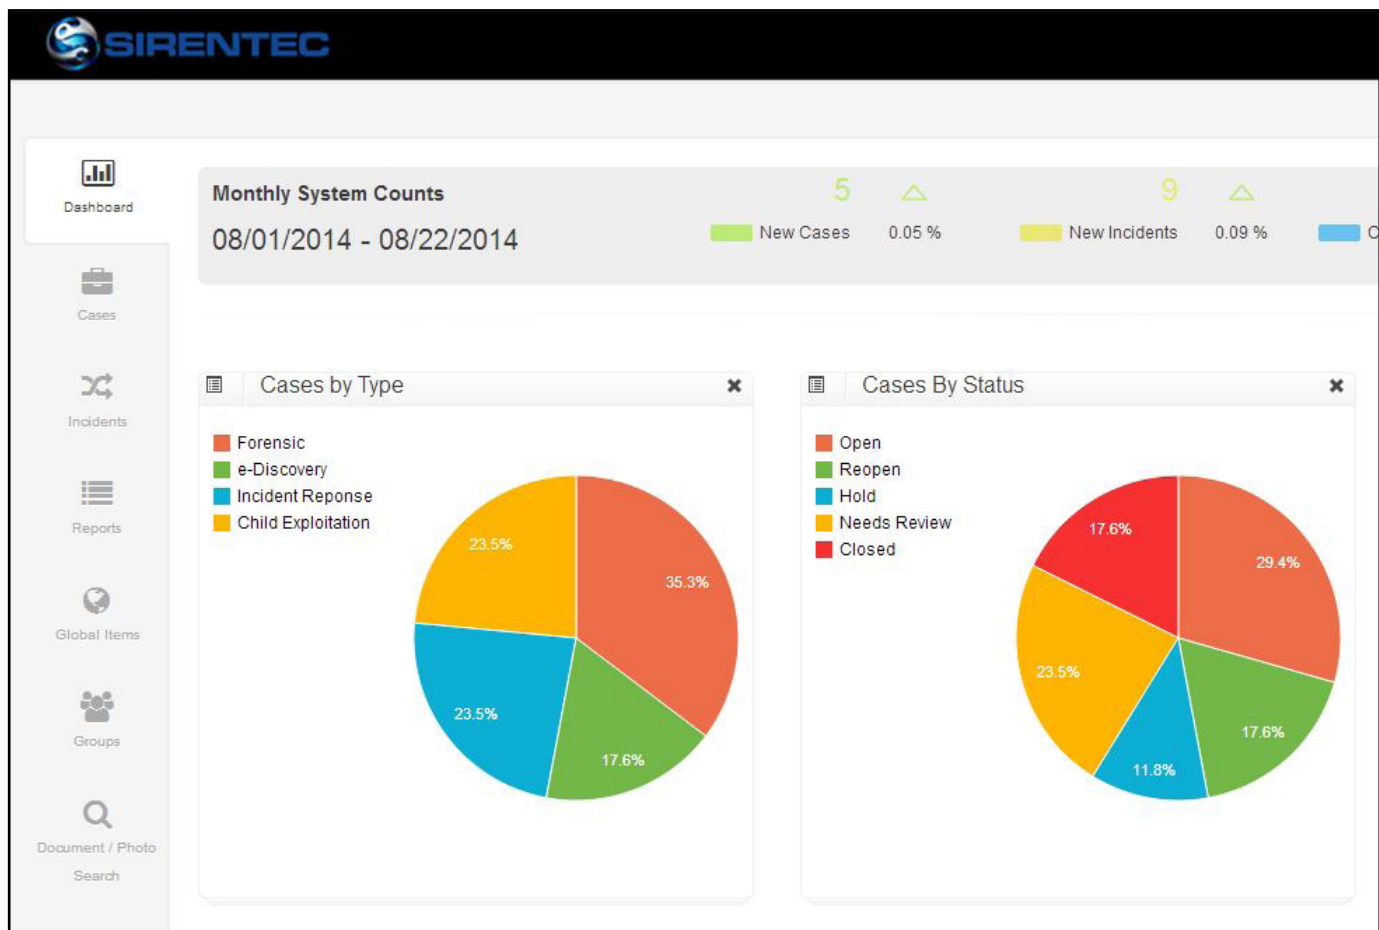 SIRENTEC
Dashboard
Cases
Incidents
Reports
Global Items
Groups
Document / Photo
Search
Monthly System Counts
08/01/2014 - 08/22/2014
5
New Cases 0.05 %
9
New Incidents 0.09 %
Cases by Type
Forensic
e-Discovery
Incident Reponse
Child Exploitation
23.5%
35.3%
23.5%
17.6%
Cases By Status
Open
Reopen
Hold
Needs Review
Closed
17.6%
29.4%
23.5%
17.6%
11.8%